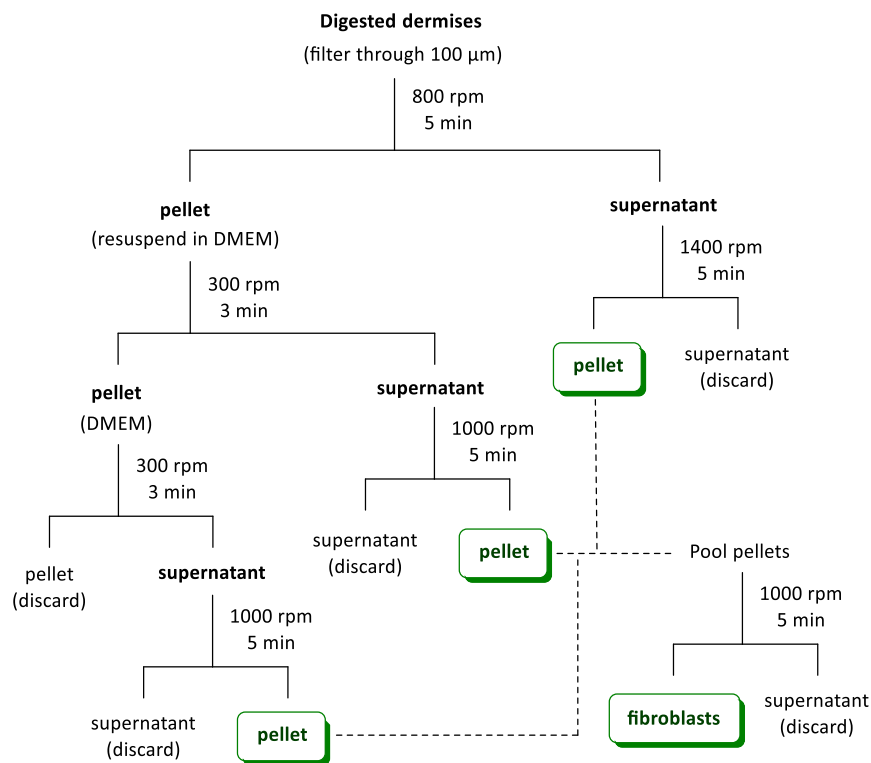 Digested dermises
(filter through 100 µm)
800 rpm
5 min
pellet
(resuspend in DMEM)
supernatant
300 rpm
3 min
1400 rpm
5 min
pellet
supernatant
(discard)
pellet
(DMEM)
supernatant
300 rpm
3 min
1000 rpm
5 min
pellet
(discard)
supernatant
supernatant
(discard)
pellet
Pool pellets
1000 rpm
5 min
1000 rpm
5 min
supernatant
(discard)
pellet
fibroblasts
supernatant
(discard)